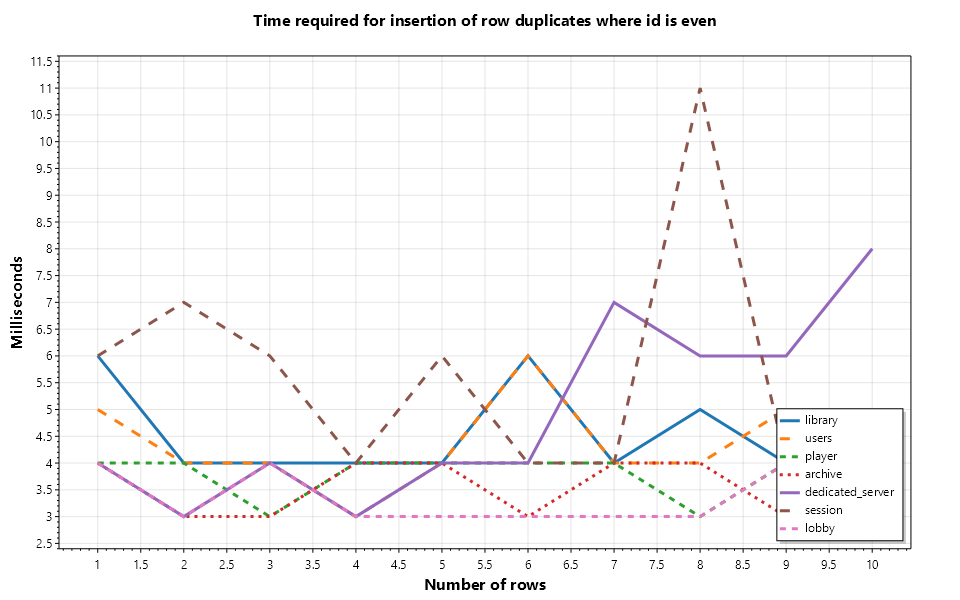 Time required for insertion of row duplicates where id is even
11.5
11
10.5
10
9.5
9
8.5
8
7.5
7
6.5
6
5.5
5
4.5
4
3.5
3
2.5
Milliseconds
library
users
player
archive
dedicated_server
session
lobby
1 1.5 2 2.5 3 3.5 4 4.5 5 5.5 6 6.5 7 7.5 8 8.5 9 9.5 10
Number of rows